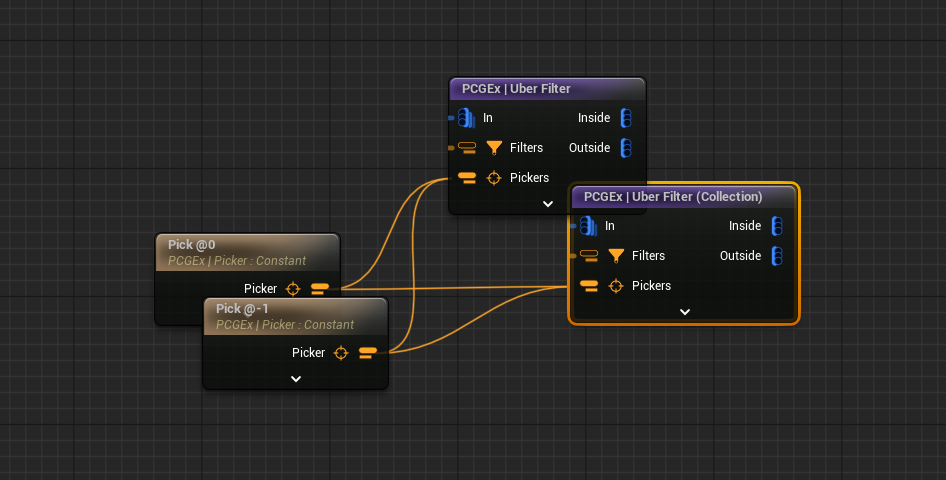 PCGEx | Uber Filter
In
Inside
Filters
Outside
Pickers
PCGEx | Uber Filter (Collection)
In
Inside
Filters
Outside
Pickers
Pick @0
PCGEx | Picker : Constant
Picker
Pick @-1
PCGEx | Picker : Constant
Picker